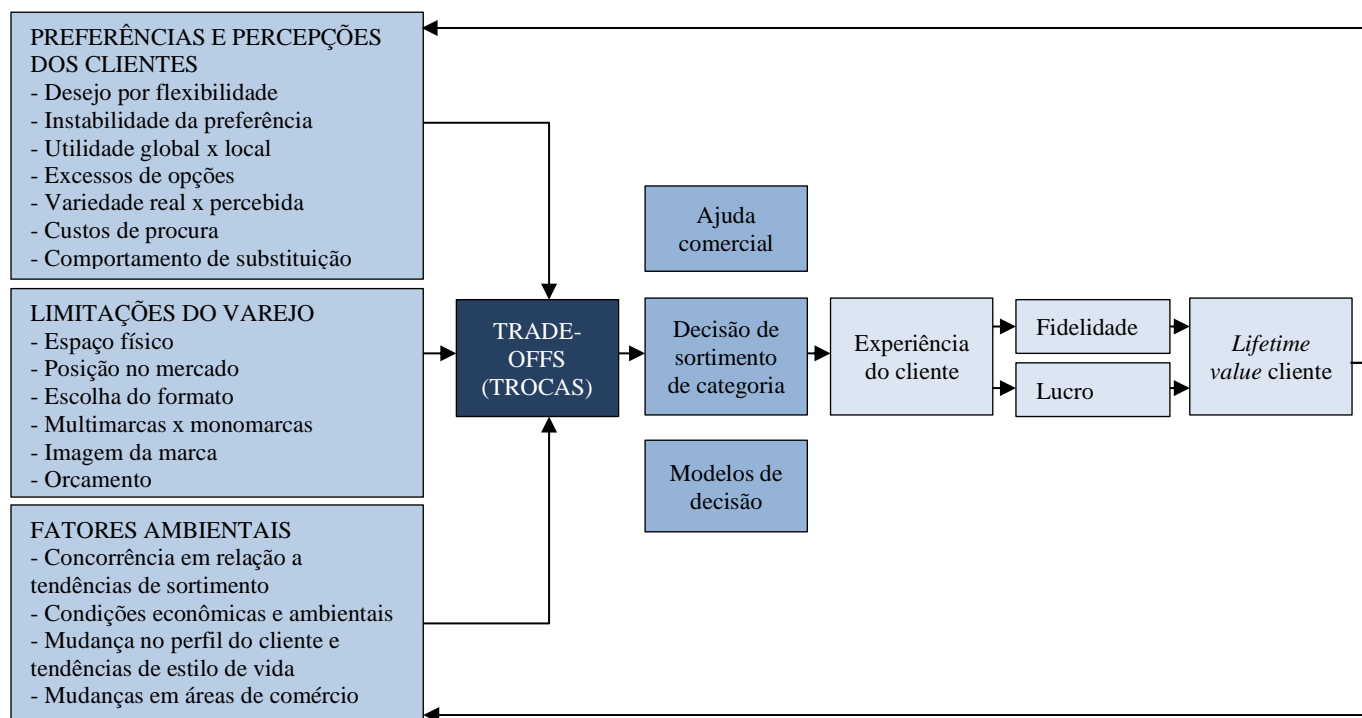 PREFERÊNCIAS E PERCEPÇÕES
DOS CLIENTES
- Desejo por flexibilidade
- Instabilidade da preferência
- Utilidade global x local
- Excessos de opções
- Variedade real x percebida
- Custos de procura
- Comportamento de substituição
LIMITAÇÕES DO VAREJO
- Espaço físico
- Posição no mercado
- Escolha do formato
- Multimarcas x monomarcas
- Imagem da marca
- Orcamento
FATORES AMBIENTAIS
- Concorrência em relação a
tendências de sortimento
- Condições econômicas e ambientais
- Mudança no perfil do cliente e
tendências de estilo de vida
- Mudanças em áreas de comércio
TRADE-
OFFS
(TROCAS)
Ajuda
comercial
Decisão de
sortimento
de categoria
Modelos de
decisão
Experiência
do cliente
Fidelidade
Lucro
Lifetime
value cliente